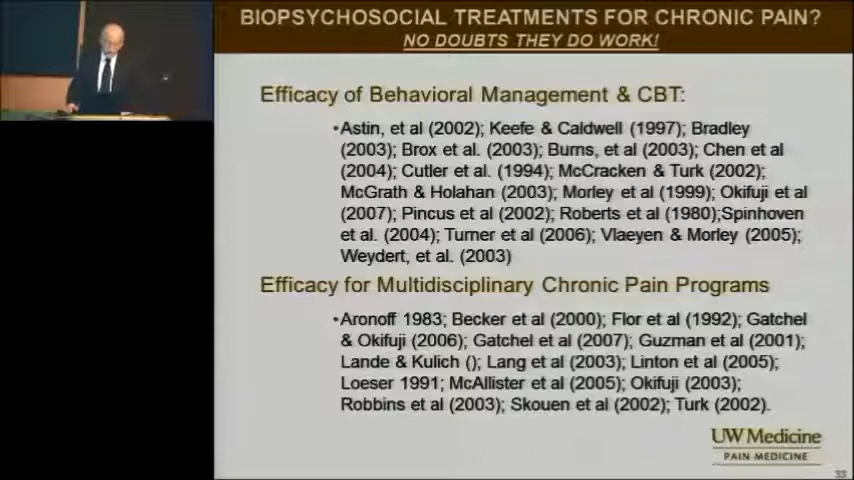 BIOPSYCHOSOCIAL TREATMENTS FOR CHRONIC PAIN?
NO DOUBTS THEY DO WORK!
Efficacy of Behavioral Management & CBT:
•Astin, et al (2002); Keefe & Caldwell (1997); Bradley
(2003); Brox et al. (2003); Burns, et al (2003); Chen et al
(2004); Cutler et al. (1994); McCracken & Turk (2002);
McGrath & Holahan (2003); Morley et al (1999); Okifuji et al
(2007); Pincus et al (2002); Roberts et al (1980);Spinhoven
et al. (2004); Turner et al (2006); Vlaeyen & Morley (2005);
Weydert, et al. (2003)
Efficacy for Multidisciplinary Chronic Pain Programs
•Aronoff 1983; Becker et al (2000); Flor et al (1992); Gatchel
& Okifuji (2006); Gatchel et al (2007); Guzman et al (2001);
Lande & Kulich (); Lang et al (2003); Linton et al (2005);
Loeser 1991; McAllister et al (2005); Okifuji (2003);
Robbins et al (2003); Skouen et al (2002); Turk (2002).
UW Medicine
PAIN MEDICINE
33